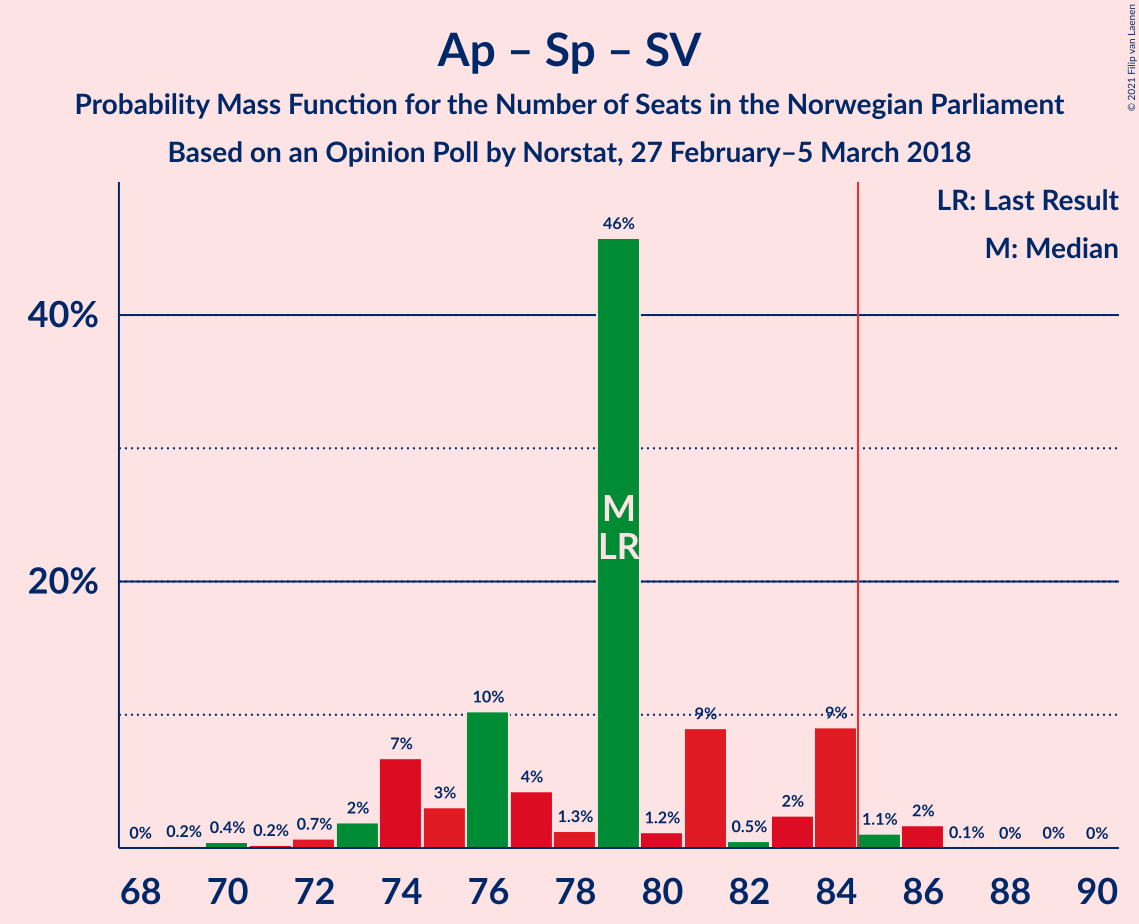 Ap – Sp – SV
Probability Mass Function for the Number of Seats in the Norwegian Parliament
Based on an Opinion Poll by Norstat, 27 February–5 March 2018
© 2021 Filip van Laenen
LR: Last Result
M: Median
40%
20%
0%
0.2%
0.4%
0.2%
0.7%
2%
7%
3%
10%
4%
1.3%
46%
1.2%
9%
0.5%
2%
9%
1.1%
2%
0.1%
0%
0%
0%
M
LR
68 70 72 74 76 78 80 82 84 86 88 90